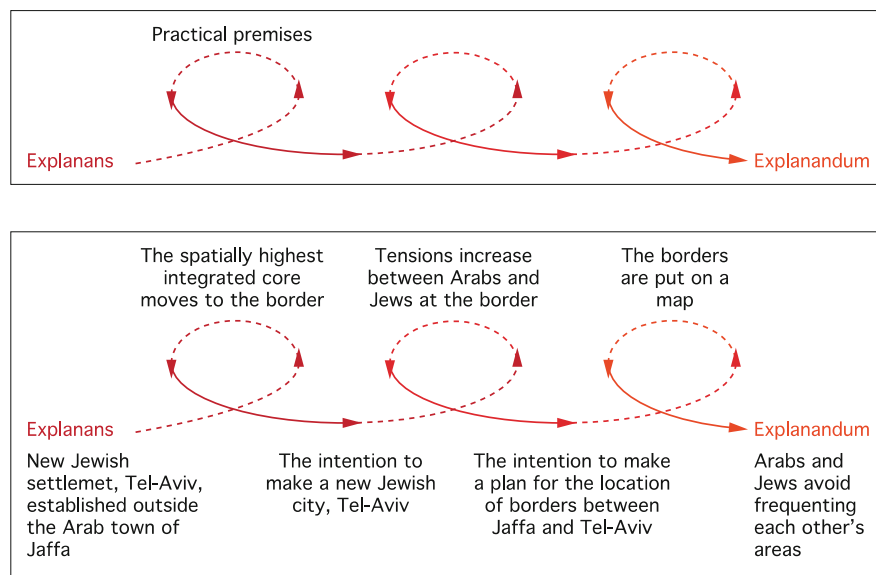 Practical premises
Explanans
Explanandum
The spatially highest
integrated core
moves to the border
Tensions increase
between Arabs and
Jews at the border
The borders
are put on a
map
Explanans
Explanandum
New Jewish
settlemet, Tel-Aviv,
established outside
the Arab town of
Jaffa
The intention to
make a new Jewish
city, Tel-Aviv
The intention to make
a plan for the location
of borders between
Jaffa and Tel-Aviv
Arabs and
Jews avoid
frequenting
each other’s
areas